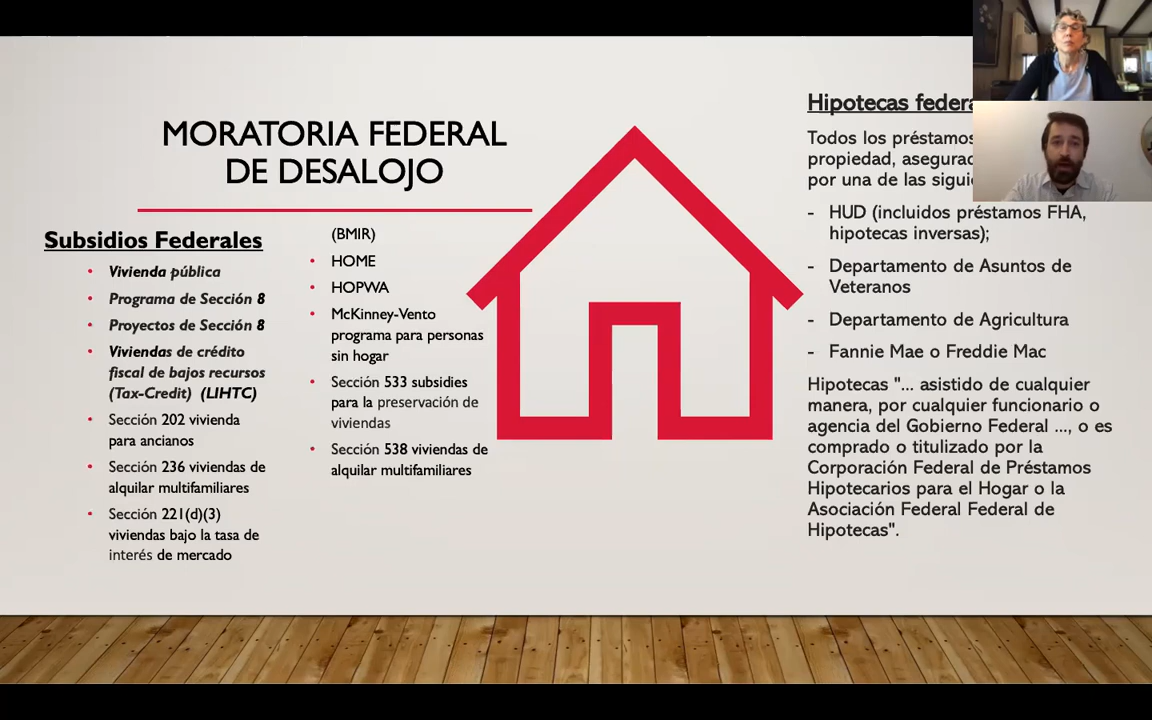 MORATORIA FEDERAL
DE DESALOJO
Subsidios Federales
• Vivienda pública
• Programa de Sección 8
• Proyectos de Sección 8
• Viviendas de crédito
fiscal de bajos recursos
(Tax-Credit) (LIHTC)
• Sección 202 vivienda
para ancianos
• Sección 236 viviendas de
alquilar multifamiliares
• Sección 221(d)(3)
viviendas bajo la tasa de
interés de mercado
(BMIR)
• HOME
• HOPWA
• McKinney-Vento
programa para personas
sin hogar
• Sección 533 subsidies
para la preservación de
viviendas
• Sección 538 viviendas de
alquilar multifamiliares
Hipotecas
Todos los préstamos
propiedad,
por una de las
- HUD (incluidos préstamos FHA,
hipotecas inversas);
- Departamento de Asuntos de
Veteranos
- Departamento de Agricultura
- Fannie Mae o Freddie Mac
Hipotecas "... asistido de cualquier
manera, por cualquier funcionario o
agencia del Gobierno Federal ..., o es
comprado o titulizado por la
Corporación Federal de Préstamos
Hipotecarios para el Hogar o la
Asociación Federal Federal de
Hipotecas".